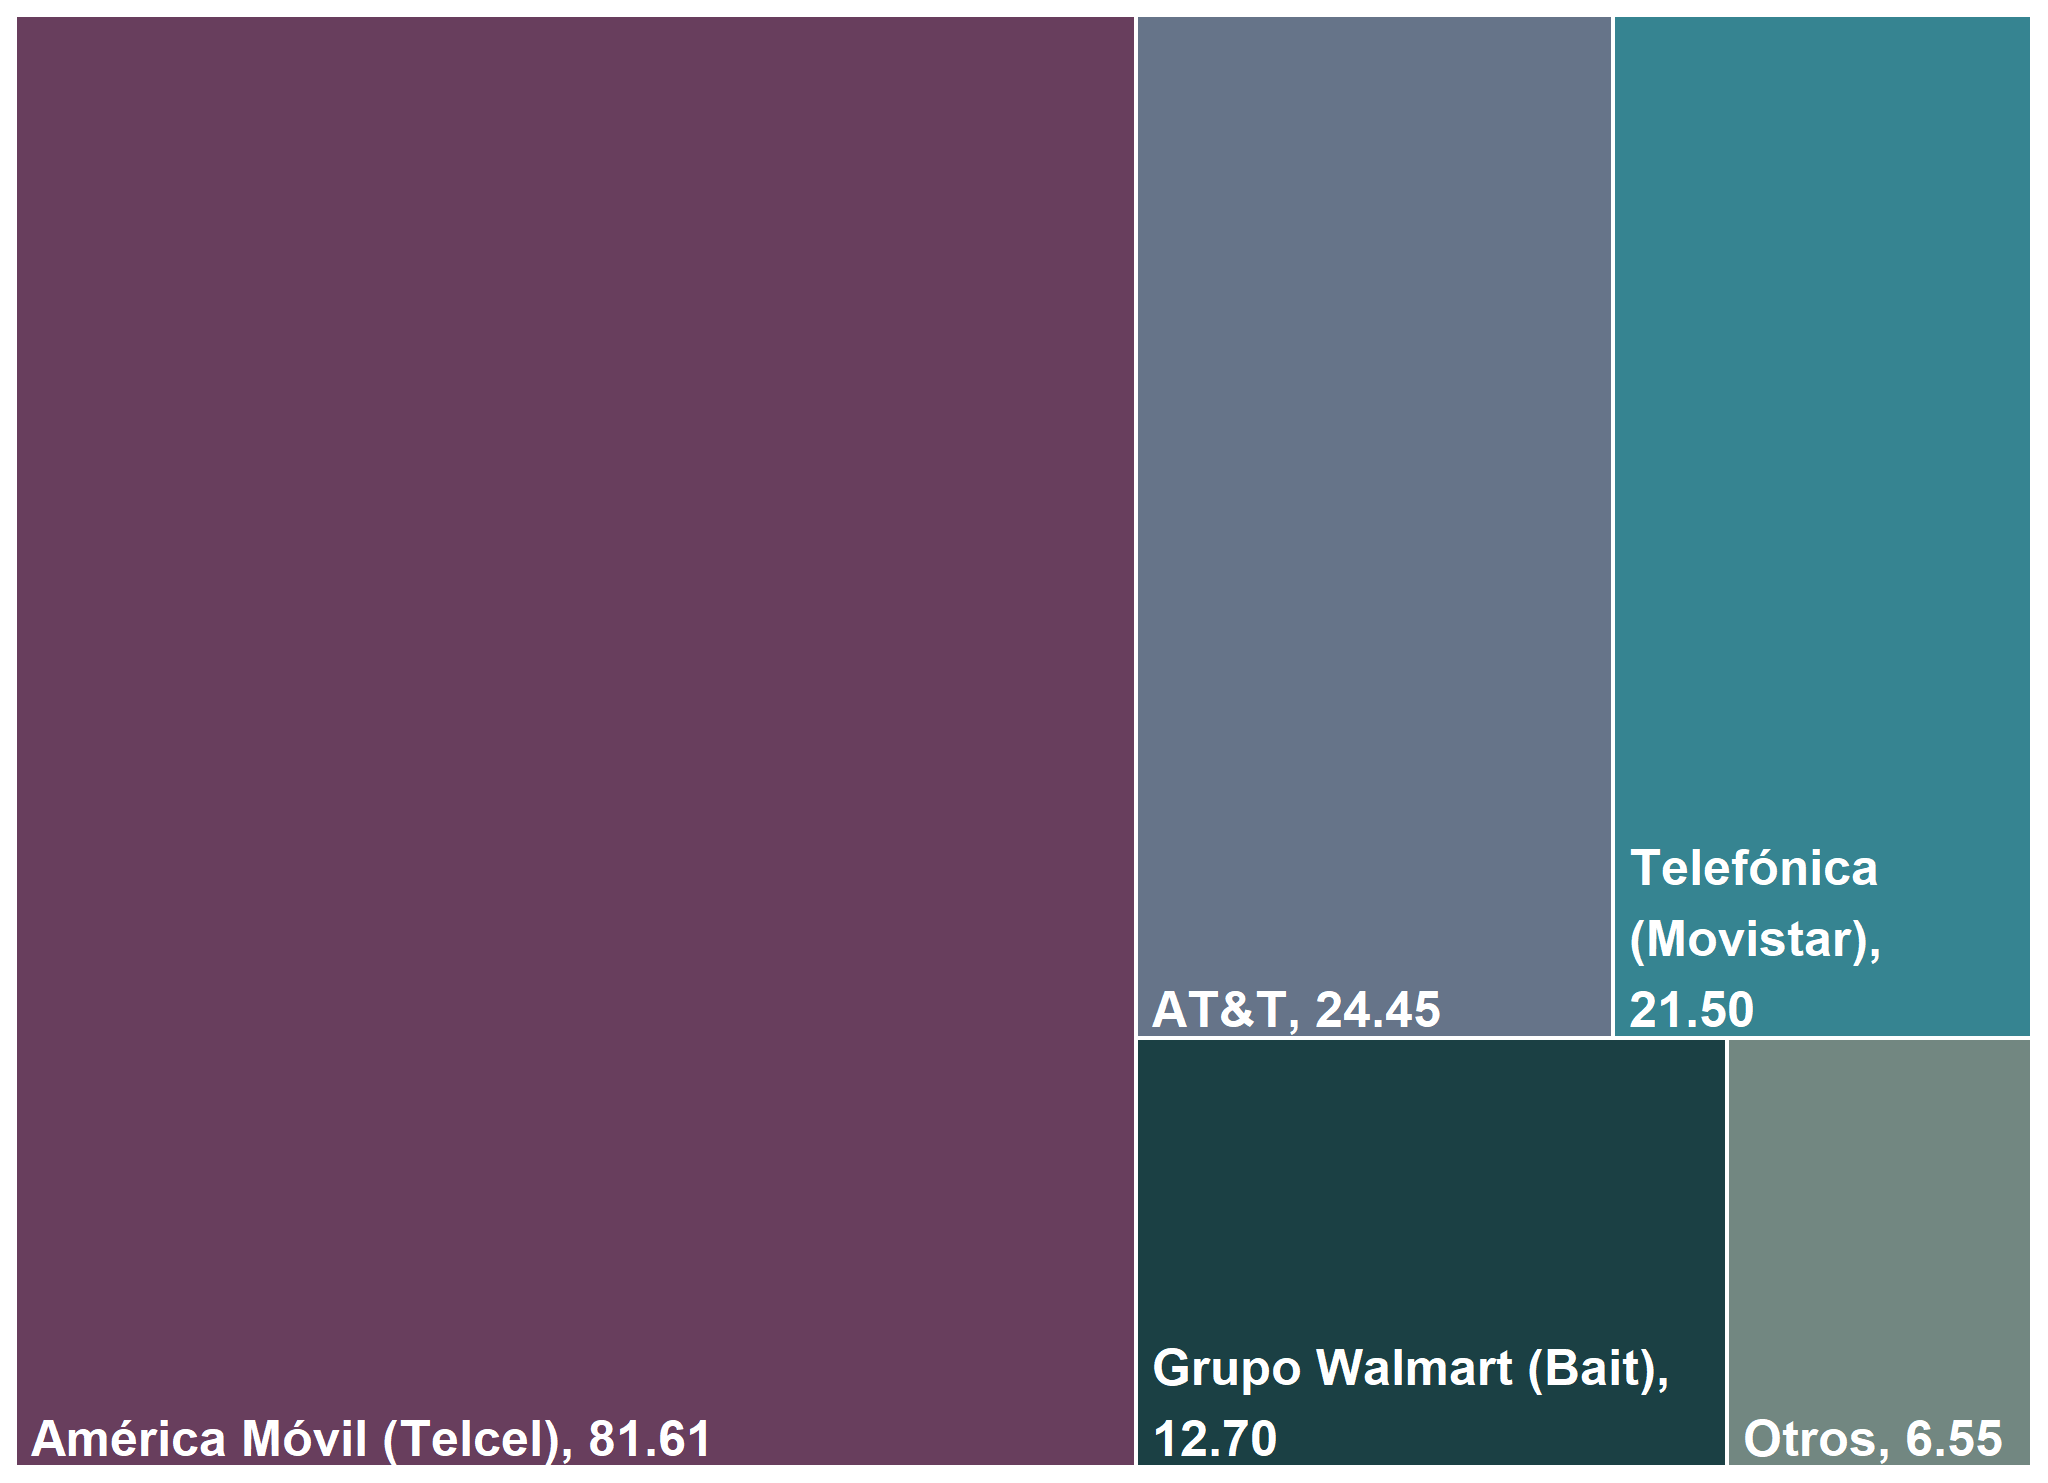 América Móvil (Telcel), 81.61
AT&T, 24.45
Telefónica
(Movistar),
21.50
Grupo Walmart (Bait),
12.70
Otros, 6.55